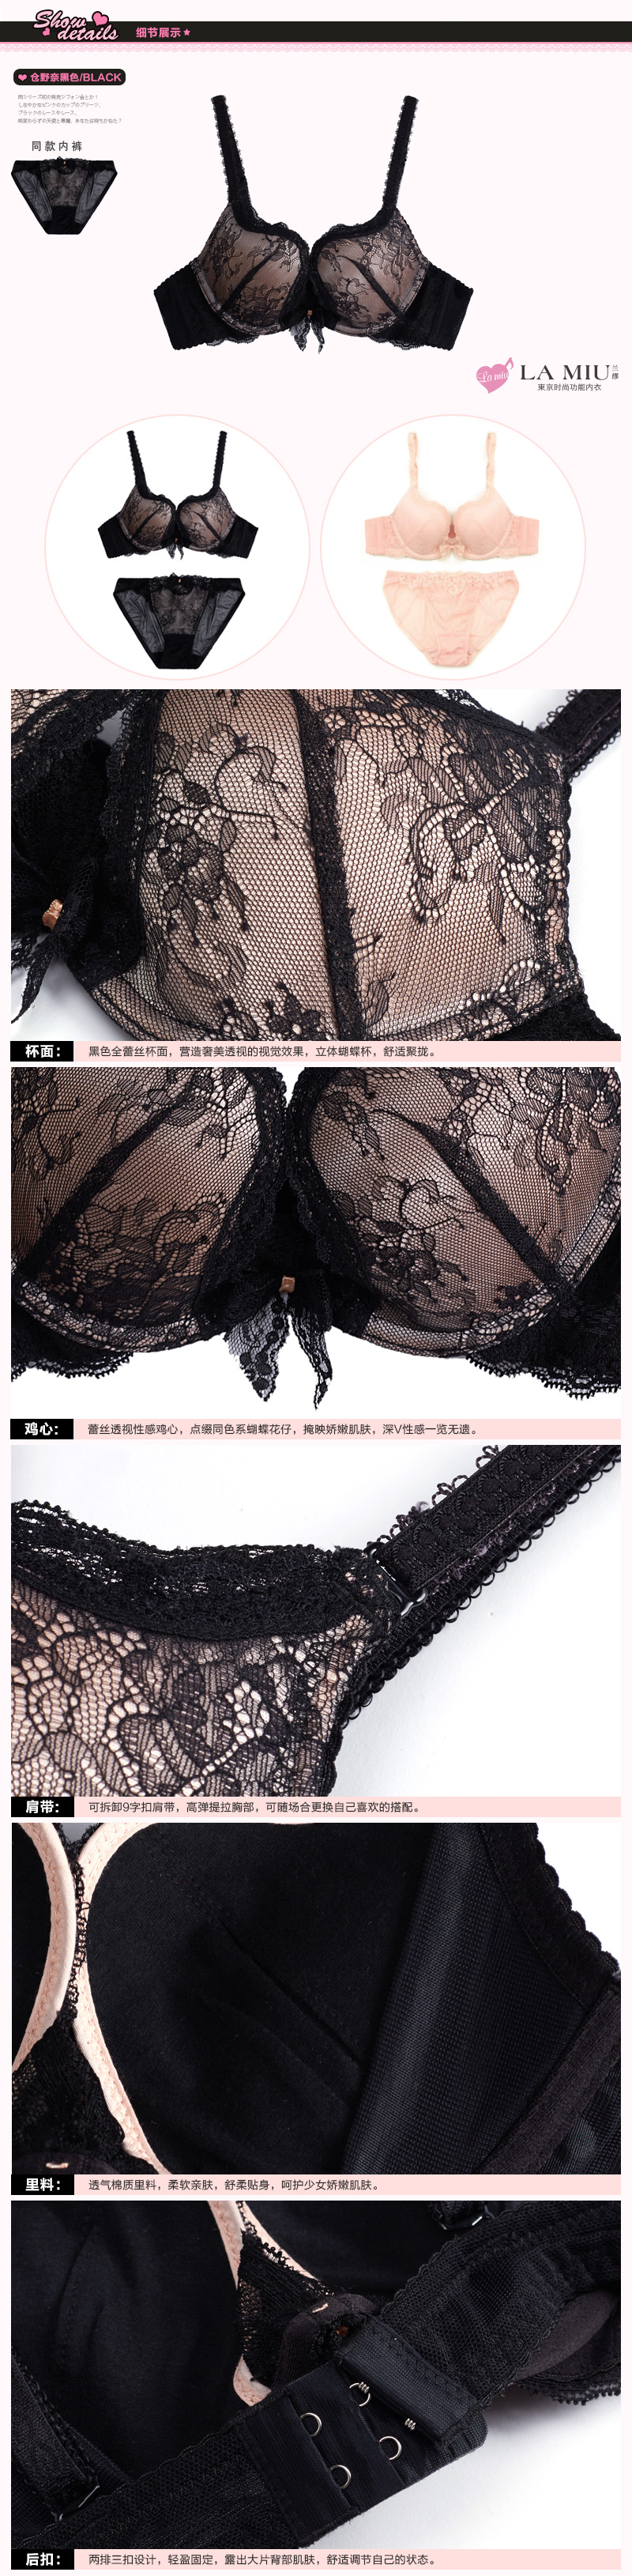 Show
details
细节展示
仓野奈黑色/BLACK
同款内裤
La miu
LA MIU
兰缪
東京时尚功能内衣
杯面：
黑色全蕾丝杯面，营造奢美透视的视觉效果，立体蝴蝶杯，舒适聚拢。
鸡心：
蕾丝透视性感鸡心，点缀同色系蝴蝶花仔，掩映娇嫩肌肤，深V性感一览无遗。
肩带：
可拆卸9字扣肩带，高弹提拉胸部，可随场合更换自己喜欢的搭配。
里料：
透气棉质里料，柔软亲肤，舒柔贴身，呵护少女娇嫩肌肤。
后扣：
两排三扣设计，轻盈固定，露出大片背部肌肤，舒适调节自己的状态。